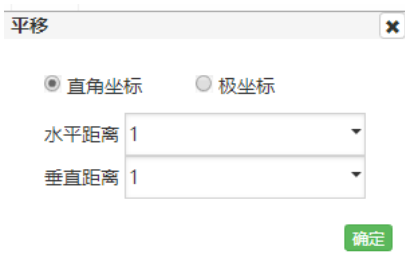 平移
直角坐标 极坐标
水平距离 1
垂直距离 1
确定